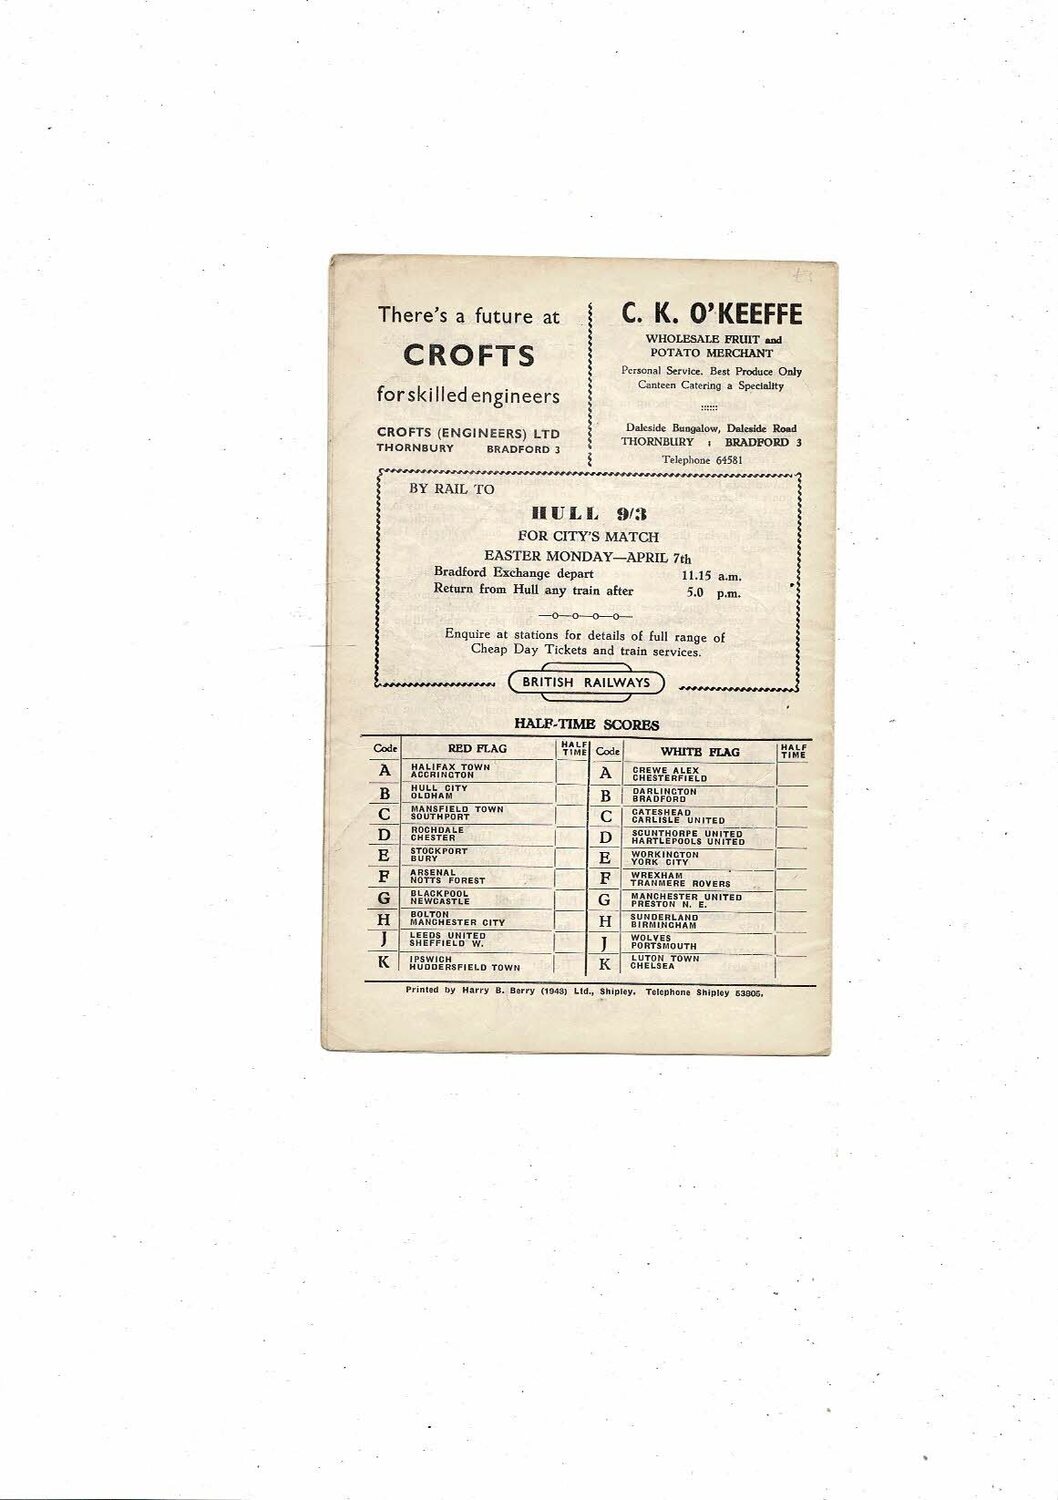 There's a future at
CROFTS
for skilled engineers
CROFTS (ENGINEERS) LTD
THORNBURY BRADFORD 3
C. K. O'KEEFFE
WHOLESALE FRUIT and
POTATO MERCHANT
Personal Service. Best Produce Only
Canteen Catering a Speciality
Daleside Bungalow, Daleside Road
THORNBURY : BRADFORD 3
Telephone 64581
BY RAIL TO
HULL 9/3
FOR CITY'S MATCH
EASTER MONDAY—APRIL 7th
Bradford Exchange depart 11.15 a.m.
Return from Hull any train after 5.0 p.m.
Enquire at stations for details of full range of
Cheap Day Tickets and train services.
BRITISH RAILWAYS
HALF-TIME SCORES
Code RED FLAG HALF TIME Code WHITE FLAG HALF TIME
A HALIFAX TOWN A CREWE ALEX
ACCRINGTON CHESTERFIELD
B HULL CITY B DARLINGTON
OLDHAM BRADFORD
C MANSFIELD TOWN C GATESHEAD
SOUTHPORT CARLISLE UNITED
D ROCHDALE D SCUNTHORPE UNITED
CHESTER HARTLEPOOLS UNITED
E STOCKPORT E WORKINGTON
BURY YORK CITY
F ARSENAL F WREXHAM
NOTTS FOREST TRANMERE ROVERS
G BLACKPOOL G MANCHESTER UNITED
NEWCASTLE PRESTON N. E.
H BOLTON H SUNDERLAND
MANCHESTER CITY BIRMINGHAM
J LEEDS UNITED J WOLVES
SHEFFIELD W. PORTSMOUTH
K IPSWICH K LUTON TOWN
HUDDERSFIELD TOWN CHELSEA
Printed by Harry B. Berry (1943) Ltd., Shipley. Telephone Shipley 53805.